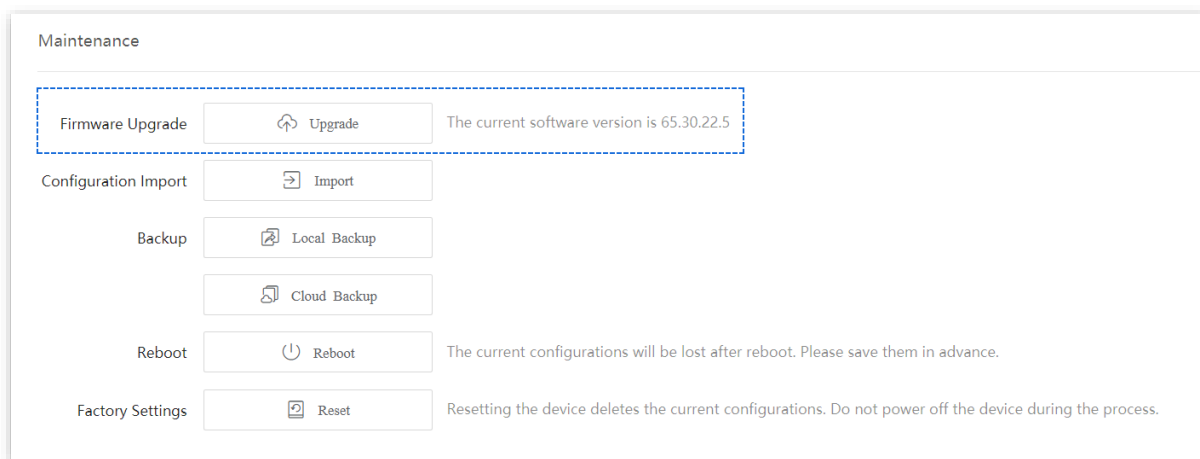 Maintenance
Firmware Upgrade Upgrade The current software version is 65.30.22.5
Configuration Import Import
Backup Local Backup
Cloud Backup
Reboot Reboot The current configurations will be lost after reboot. Please save them in advance.
Factory Settings Reset Resetting the device deletes the current configurations. Do not power off the device during the process.